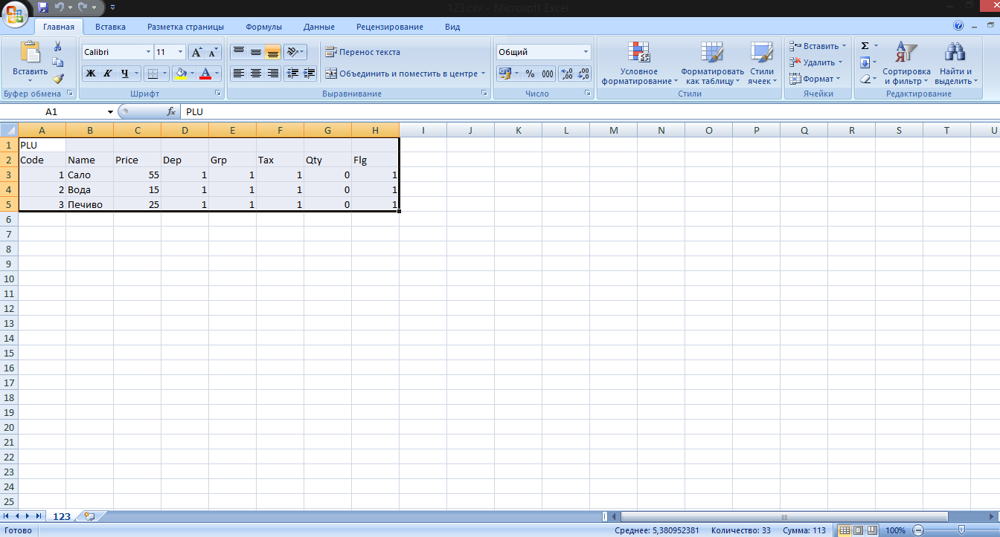 123.csv - Microsoft Excel
Главная Вставка Разметка страницы Формулы Данные Рецензирование Вид
Вставить
Буфер обмена
Calibri 11
Ж К Ч
Шрифт
Перенос текста
Объединить и поместить в центре
Выравнивание
Общий
% 000
Число
Условное форматирование
Форматировать как таблицу
Стили ячеек
Стили
Вставить
Удалить
Формат
Ячейки
Σ
Сортировка и фильтр
Найти и выделить
Редактирование
A1 fx PLU
A B C D E F G H I J K L M N O P Q R S T U
1 PLU
2 Code Name Price Dep Grp Tax Qty Flg
3 1 Сало 55 1 1 1 0 1
4 2 Вода 15 1 1 1 0 1
5 3 Печиво 25 1 1 1 0 1
6
7
8
9
10
11
12
13
14
15
16
17
18
19
20
21
22
23
24
25
123
Готово Среднее: 5,380952381 Количество: 33 Сумма: 113 100%